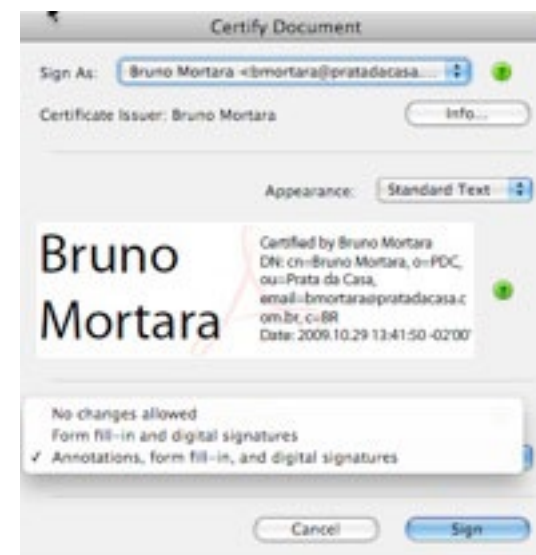 Certify Document
Sign As: Bruno Mortara <bmortara@pratadacasa....
Certificate Issuer: Bruno Mortara Info...
Appearance: Standard Text
Bruno
Mortara
Certified by Bruno Mortara
DN: cn=Bruno Mortara, o=PDC,
ou=Prata da Casa,
email=bmortara@pratadacasa.c
om.br, c=BR
Date: 2009.10.29 13:41:50 -02'00'
No changes allowed
Form fill-in and digital signatures
✓ Annotations, form fill-in, and digital signatures
Cancel Sign